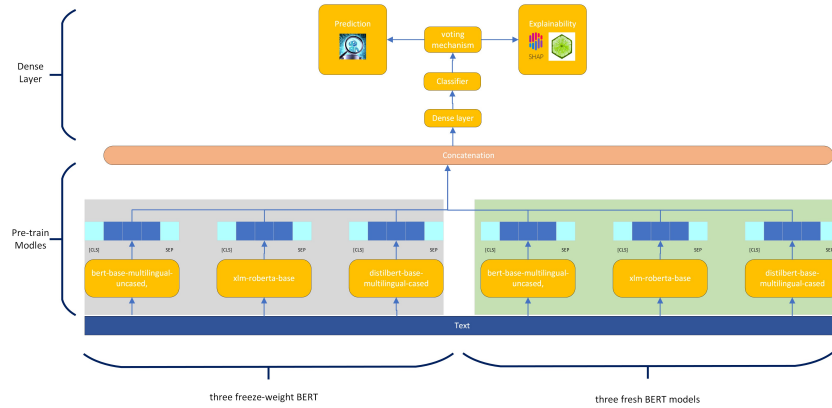 Prediction
voting
mechanism
Explainability
SHAP
Dense
Layer
Classifier
Dense layer
Concatenation
Pre-train
Modles
[CLS]
SEP
[CLS]
SEP
[CLS]
SEP
[CLS]
SEP
[CLS]
SEP
[CLS]
SEP
bert-base-multilingual-
uncased,
xlm-roberta-base
distilbert-base-
multilingual-cased
bert-base-multilingual-
uncased,
xlm-roberta-base
distilbert-base-
multilingual-cased
Text
three freeze-weight BERT
three fresh BERT models